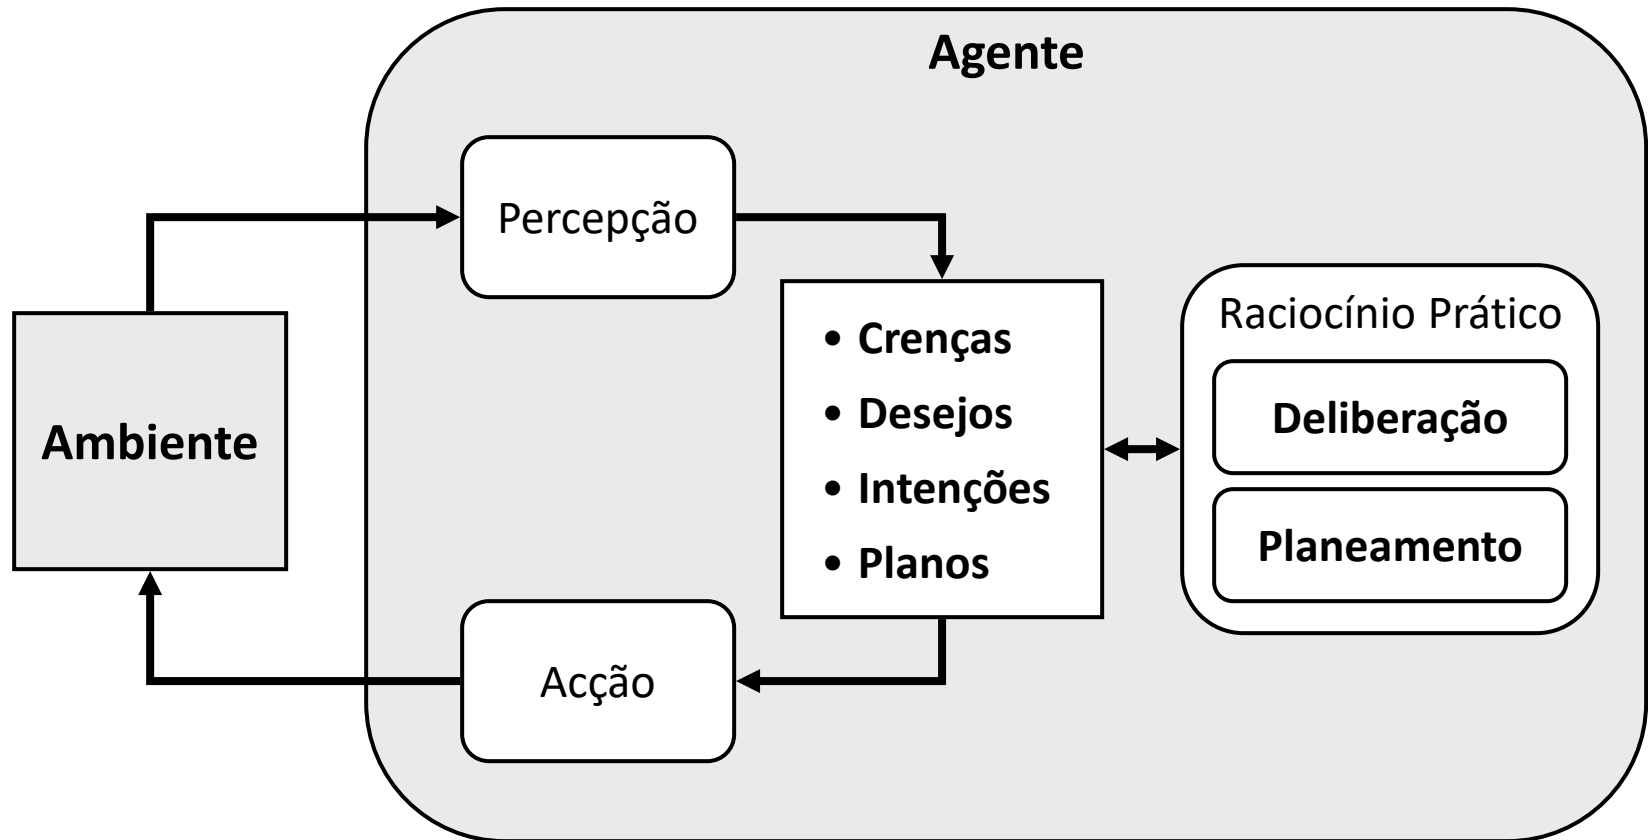 Agente
Percepção
Ambiente
• Crenças
• Desejos
• Intenções
• Planos
Raciocínio Prático
Deliberação
Planeamento
Acção